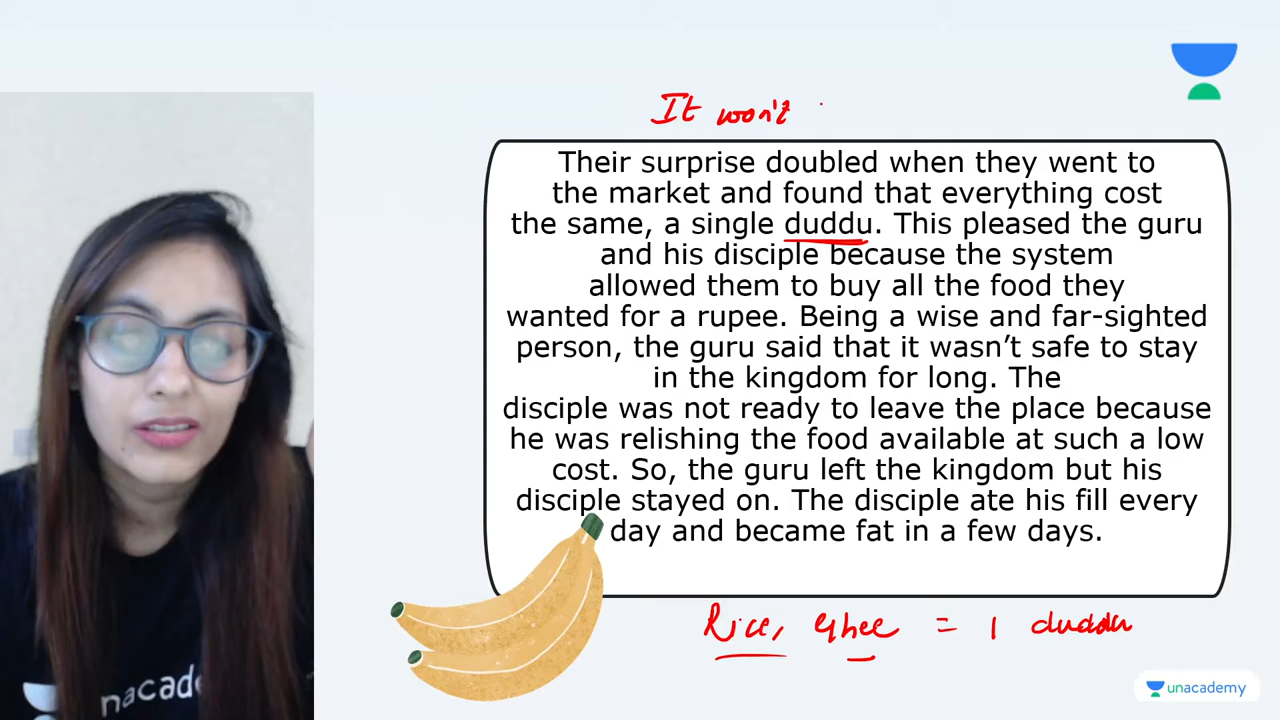 It won't
Their surprise doubled when they went to
the market and found that everything cost
the same, a single duddu. This pleased the guru
and his disciple because the system
allowed them to buy all the food they
wanted for a rupee. Being a wise and far-sighted
person, the guru said that it wasn't safe to stay
in the kingdom for long. The
disciple was not ready to leave the place because
he was relishing the food available at such a low
cost. So, the guru left the kingdom but his
disciple stayed on. The disciple ate his fill every
day and became fat in a few days.
Rice, Ghee = 1 duddu
unacademy
unacademy